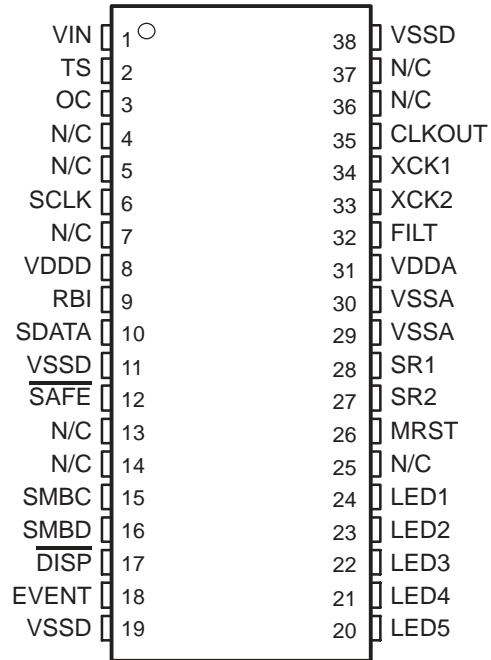 VIN 1 38 VSSD
TS 2 37 N/C
OC 3 36 N/C
N/C 4 35 CLKOUT
N/C 5 34 XCK1
SCLK 6 33 XCK2
N/C 7 32 FILT
VDDD 8 31 VDDA
RBI 9 30 VSSA
SDATA 10 29 VSSA
VSSD 11 28 SR1
SAFE 12 27 SR2
N/C 13 26 MRST
N/C 14 25 N/C
SMBC 15 24 LED1
SMBD 16 23 LED2
DISP 17 22 LED3
EVENT 18 21 LED4
VSSD 19 20 LED5